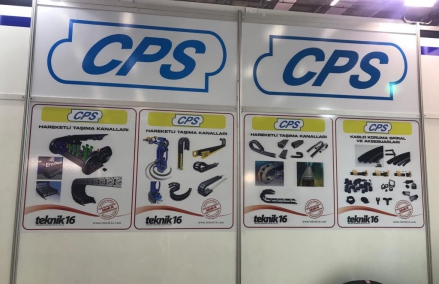 CPS
CPS
CPS
HAREKETLİ TAŞIMA KANALLARI
teknik16
CPS
HAREKETLİ TAŞIMA KANALLARI
teknik16
CPS
HAREKETLİ TAŞIMA KANALLARI
teknik16
CPS
KABLO KORUMA SPİRAL
VE AKSESUARLARI
teknik16